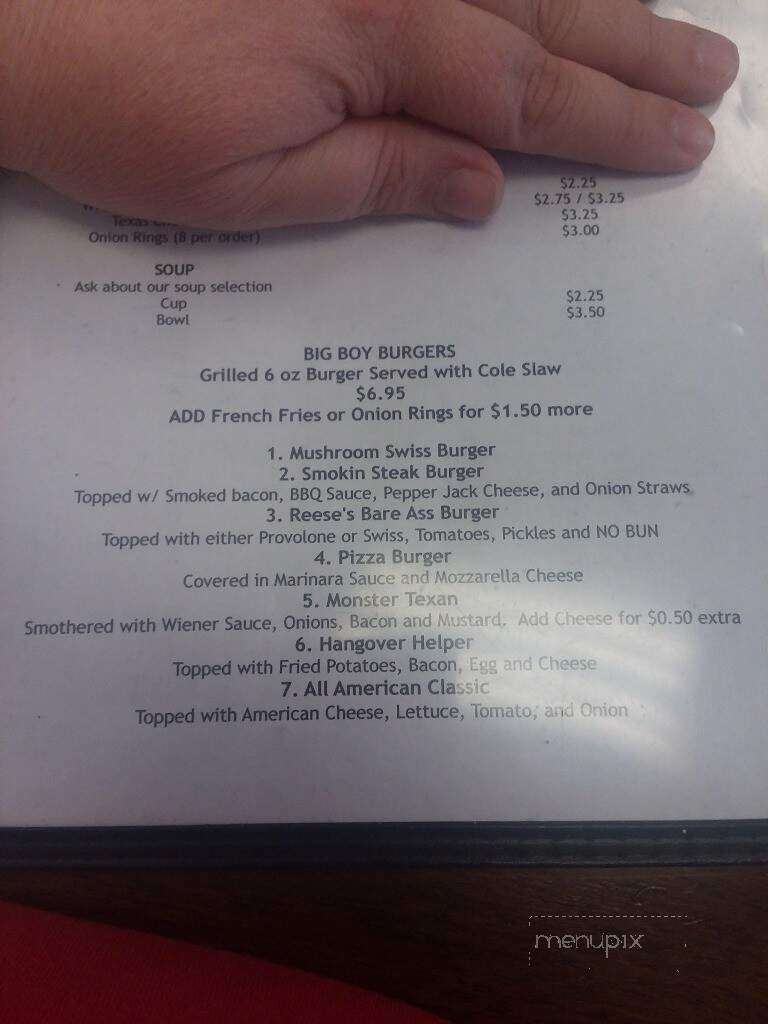 $2.25
$2.75 / $3.25
Texas $3.25
Onion Rings (8 per order) $3.00
SOUP
Ask about our soup selection
Cup $2.25
Bowl $3.50
BIG BOY BURGERS
Grilled 6 oz Burger Served with Cole Slaw
$6.95
ADD French Fries or Onion Rings for $1.50 more
1. Mushroom Swiss Burger
2. Smokin Steak Burger
Topped w/ Smoked bacon, BBQ Sauce, Pepper Jack Cheese, and Onion Straws
3. Reese's Bare Ass Burger
Topped with either Provolone or Swiss, Tomatoes, Pickles and NO BUN
4. Pizza Burger
Covered in Marinara Sauce and Mozzarella Cheese
5. Monster Texan
Smothered with Wiener Sauce, Onions, Bacon and Mustard. Add Cheese for $0.50 extra
6. Hangover Helper
Topped with Fried Potatoes, Bacon, Egg and Cheese
7. All American Classic
Topped with American Cheese, Lettuce, Tomato, and Onion
menupix